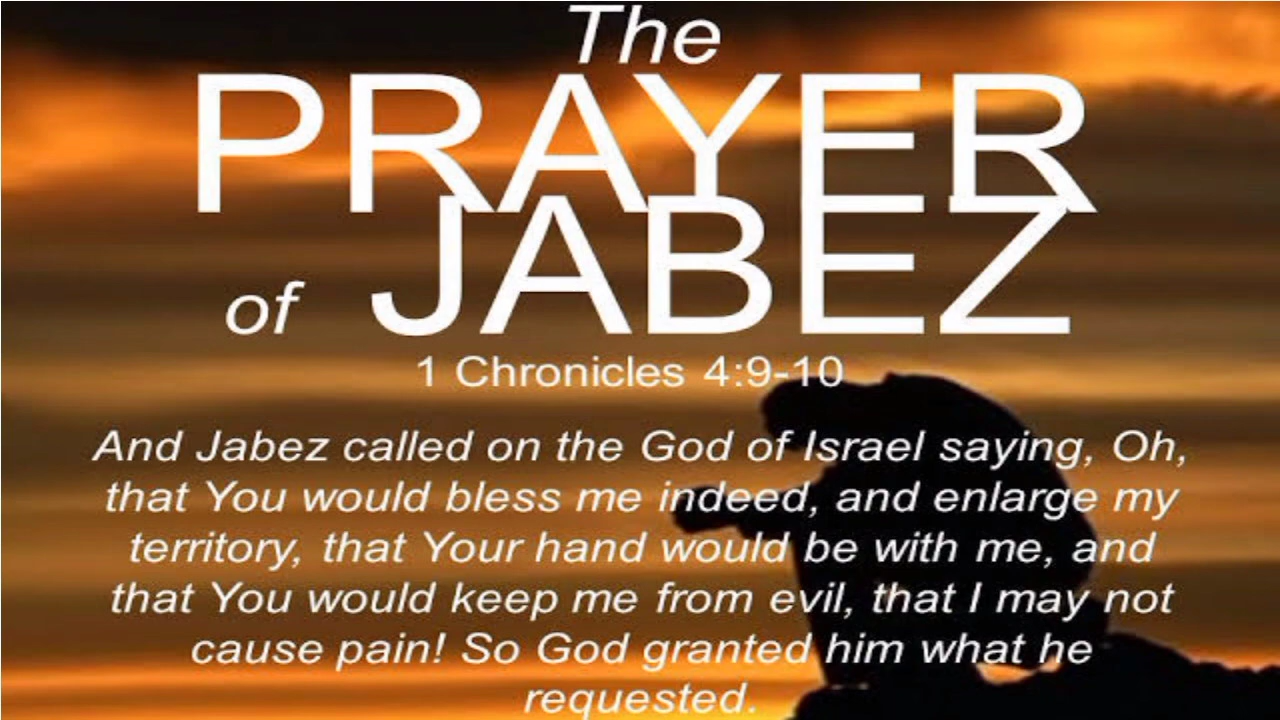 The
PRAYER
of JABEZ
1 Chronicles 4:9-10
And Jabez called on the God of Israel saying, Oh,
that You would bless me indeed, and enlarge my
territory, that Your hand would be with me, and
that You would keep me from evil, that I may not
cause pain! So God granted him what he
requested.